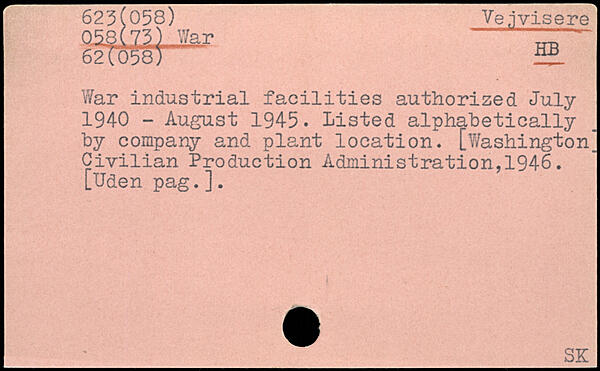 623(058)
Vejvisere
058(73) War
HB
62(058)
War industrial facilities authorized July
1940 - August 1945. Listed alphabetically
by company and plant location. [Washington]
Civilian Production Administration,1946.
[Uden pag.].
SK